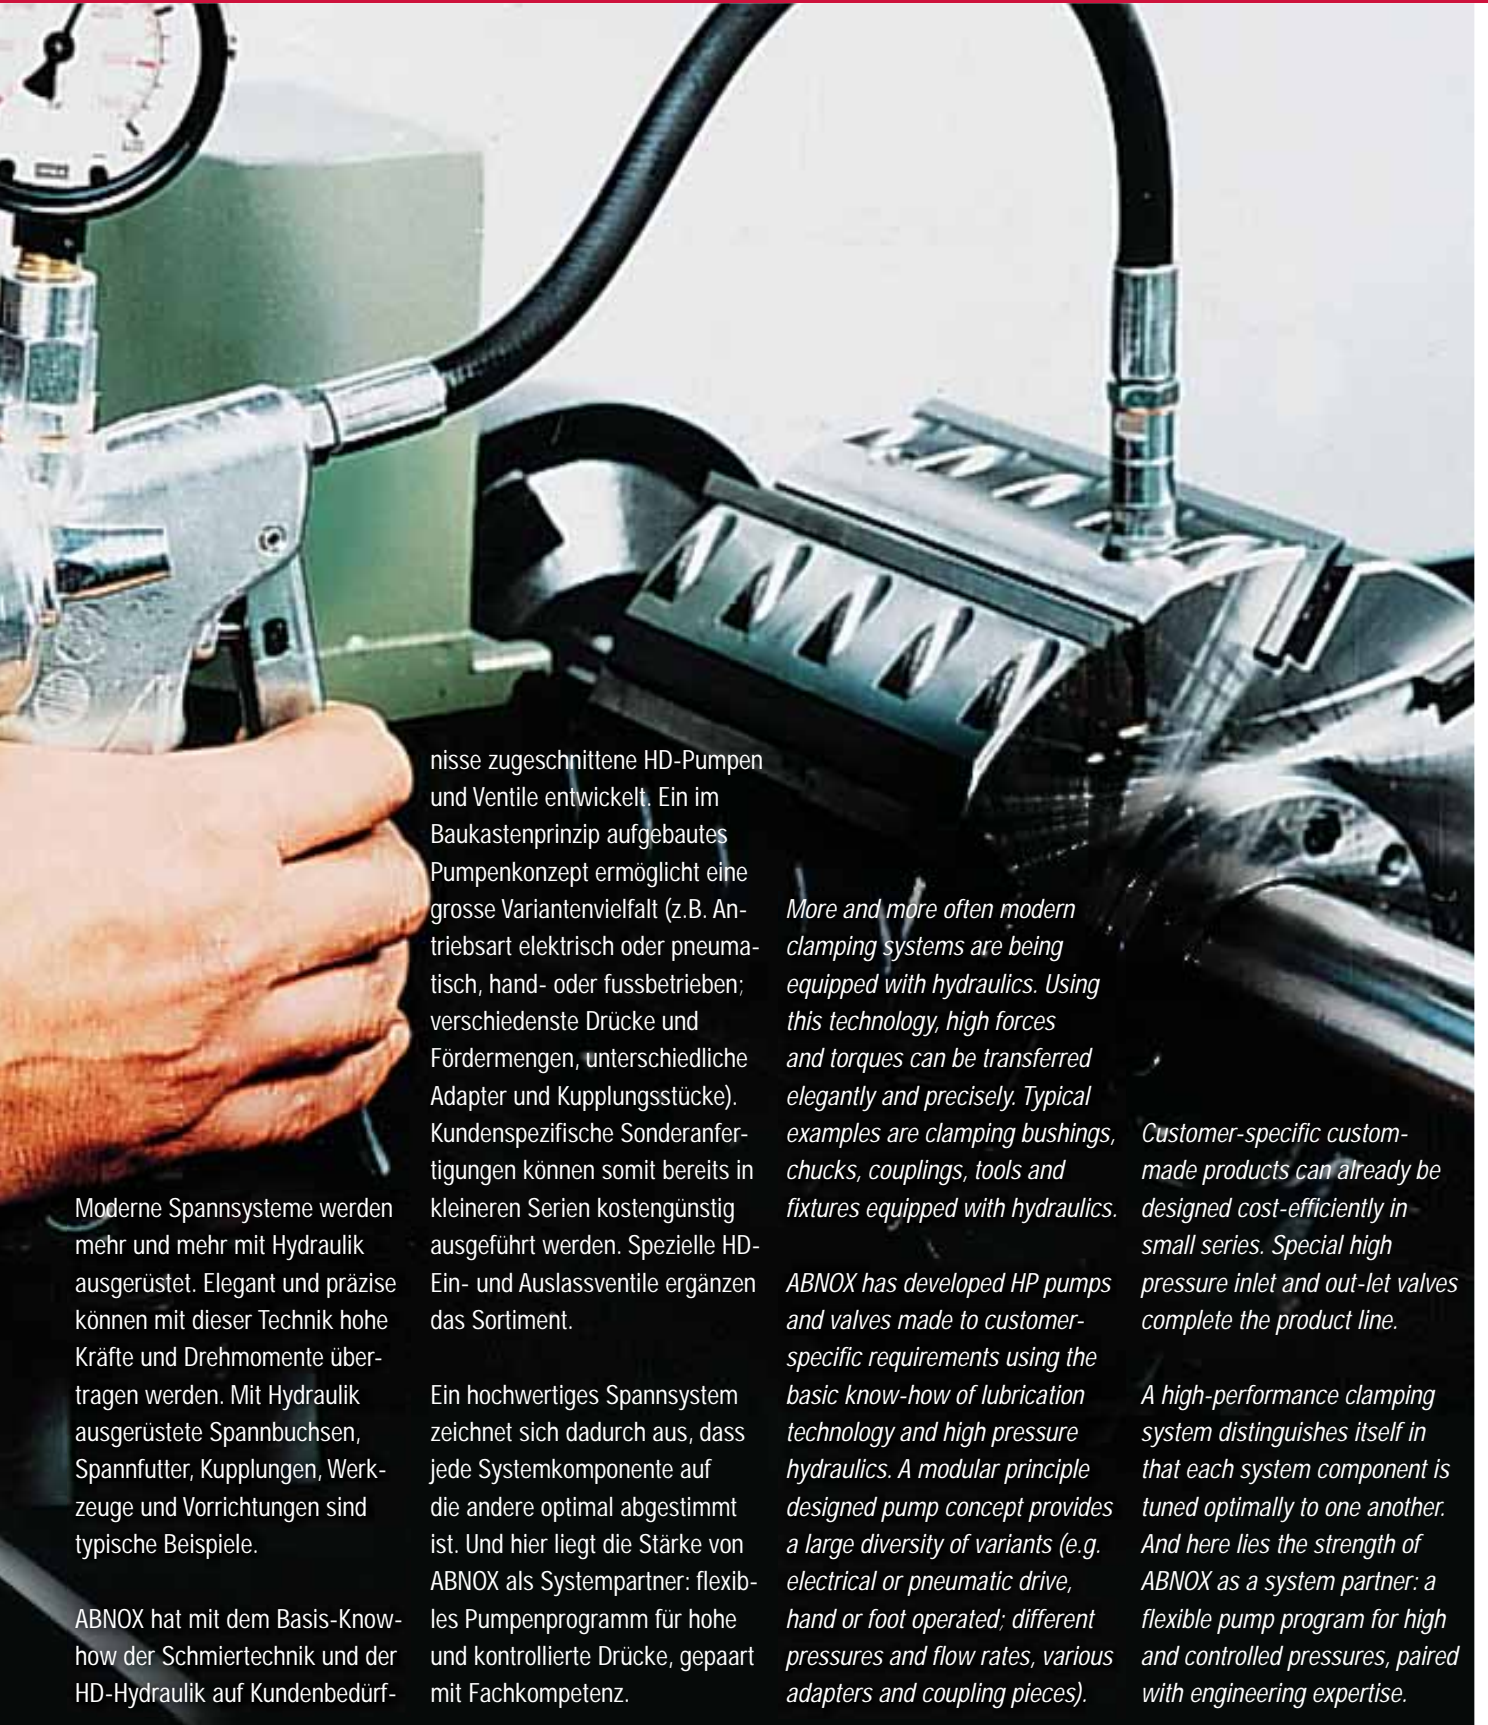 Moderne Spannsysteme werden
mehr und mehr mit Hydraulik
ausgerüstet. Elegant und präzise
können mit dieser Technik hohe
Kräfte und Drehmomente über-
tragen werden. Mit Hydraulik
ausgerüstete Spannbuchsen,
Spannfutter, Kupplungen, Werk-
zeuge und Vorrichtungen sind
typische Beispiele.
ABNOX hat mit dem Basis-Know-
how der Schmiertechnik und der
HD-Hydraulik auf Kundenbedürf-
nisse zugeschnittene HD-Pumpen
und Ventile entwickelt. Ein im
Baukastenprinzip aufgebautes
Pumpenkonzept ermöglicht eine
grosse Variantenvielfalt (z.B. An-
triebsart elektrisch oder pneuma-
tisch, hand- oder fussbetrieben;
verschiedenste Drücke und
Fördermengen, unterschiedliche
Adapter und Kupplungsstücke).
Kundenspezifische Sonderanfer-
tigungen können somit bereits in
kleineren Serien kostengünstig
ausgeführt werden. Spezielle HD-
Ein- und Auslassventile ergänzen
das Sortiment.
Ein hochwertiges Spannsystem
zeichnet sich dadurch aus, dass
jede Systemkomponente auf
die andere optimal abgestimmt
ist. Und hier liegt die Stärke von
ABNOX als Systempartner: flexib-
les Pumpenprogramm für hohe
und kontrollierte Drücke, gepaart
mit Fachkompetenz.
More and more often modern
clamping systems are being
equipped with hydraulics. Using
this technology, high forces
and torques can be transferred
elegantly and precisely. Typical
examples are clamping bushings,
chucks, couplings, tools and
fixtures equipped with hydraulics.
ABNOX has developed HP pumps
and valves made to customer-
specific requirements using the
basic know-how of lubrication
technology and high pressure
hydraulics. A modular principle
designed pump concept provides
a large diversity of variants (e.g.
electrical or pneumatic drive,
hand or foot operated; different
pressures and flow rates, various
adapters and coupling pieces).
Customer-specific custom-
made products can already be
designed cost-efficiently in
small series. Special high
pressure inlet and out-let valves
complete the product line.
A high-performance clamping
system distinguishes itself in
that each system component is
tuned optimally to one another.
And here lies the strength of
ABNOX as a system partner: a
flexible pump program for high
and controlled pressures, paired
with engineering expertise.